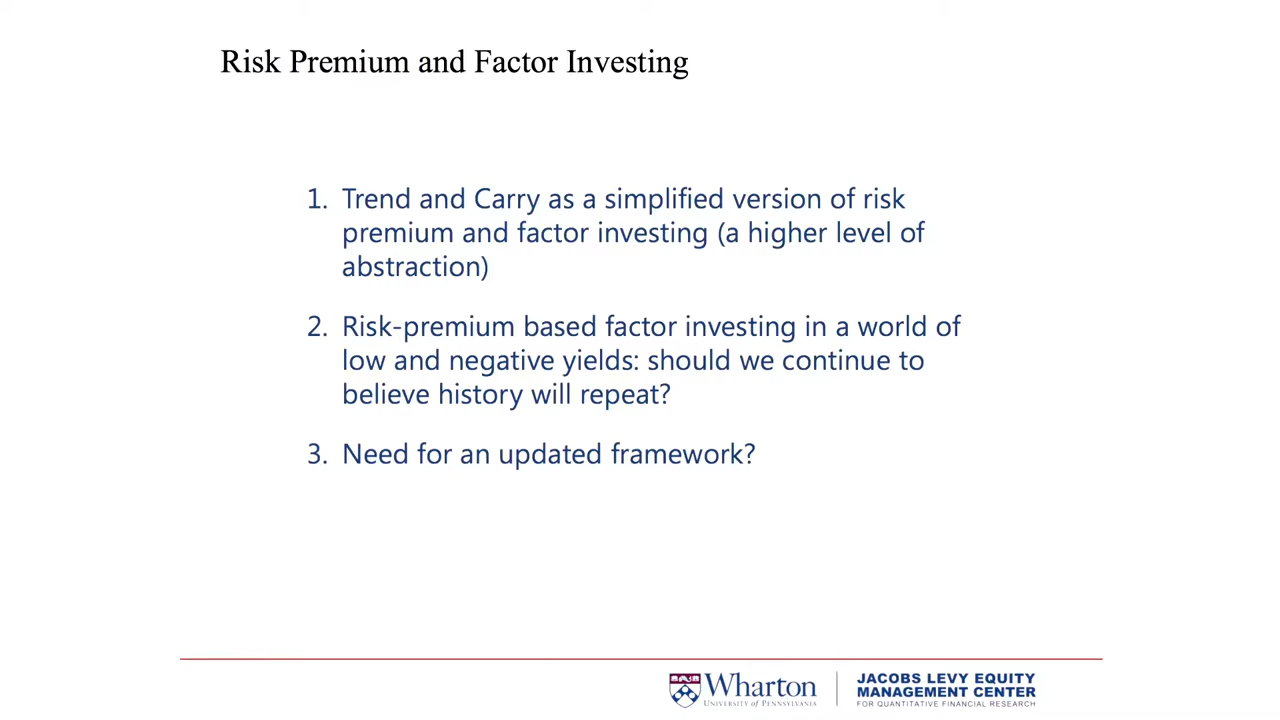 Risk Premium and Factor Investing
1. Trend and Carry as a simplified version of risk
premium and factor investing (a higher level of
abstraction)
2. Risk-premium based factor investing in a world of
low and negative yields: should we continue to
believe history will repeat?
3. Need for an updated framework?
Wharton
UNIVERSITY OF PENNSYLVANIA
JACOBS LEVY EQUITY
MANAGEMENT CENTER
FOR QUANTITATIVE FINANCIAL RESEARCH